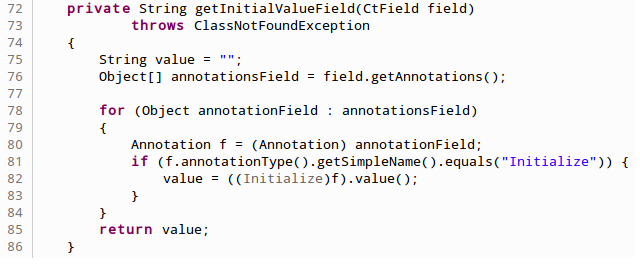 72 private String getInitialValueField(CtField field)
73 throws ClassNotFoundException
74 {
75 String value = "";
76 Object[] annotationsField = field.getAnnotations();
77
78 for (Object annotationField : annotationsField)
79 {
80 Annotation f = (Annotation) annotationField;
81 if (f.annotationType().getSimpleName().equals("Initialize")) {
82 value = ((Initialize)f).value();
83 }
84 }
85 return value;
86 }